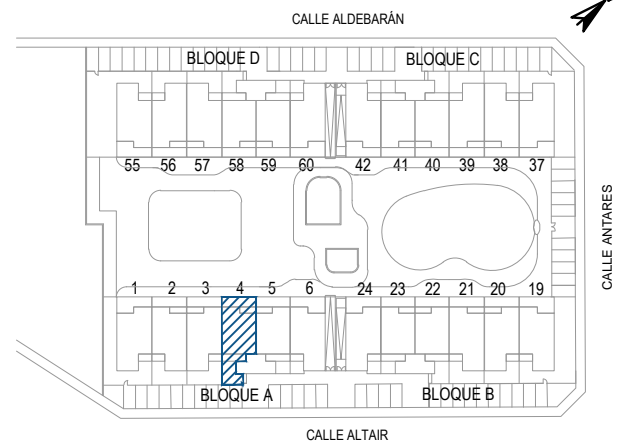 CALLE ALDEBARÁN
BLOQUE D BLOQUE C
55 56 57 58 59 60 42 41 40 39 38 37
CALLE ANTARES
1 2 3 4 5 6 24 23 22 21 20 19
BLOQUE A BLOQUE B
CALLE ALTAIR